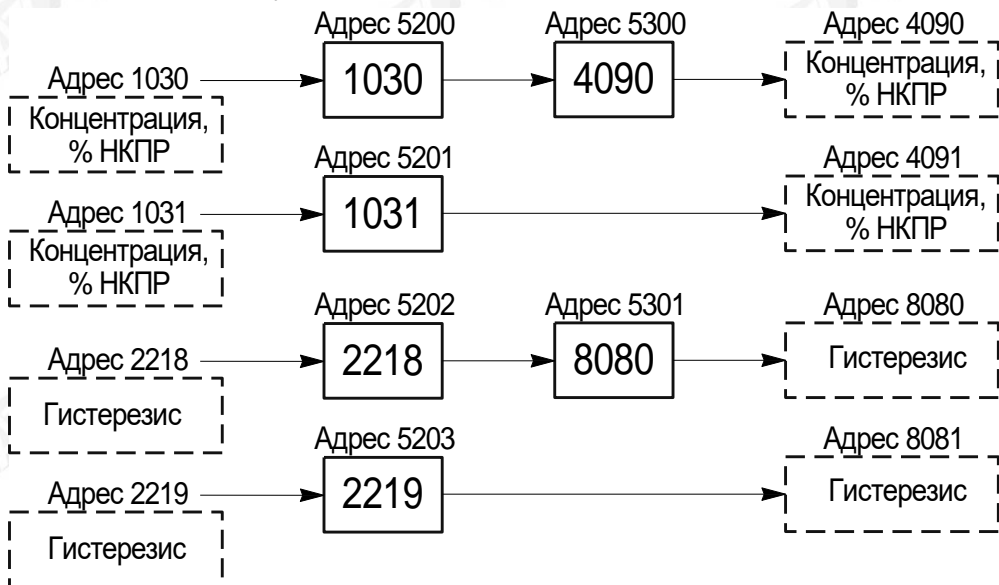 Адрес 5200
Адрес 5300
Адрес 4090
Адрес 1030
1030
4090
Концентрация,
% НКПР
Концентрация,
% НКПР
Адрес 5201
Адрес 4091
Адрес 1031
1031
Концентрация,
% НКПР
Концентрация,
% НКПР
Адрес 5202
Адрес 5301
Адрес 8080
Адрес 2218
2218
8080
Гистерезис
Гистерезис
Адрес 5203
Адрес 8081
Адрес 2219
2219
Гистерезис
Гистерезис